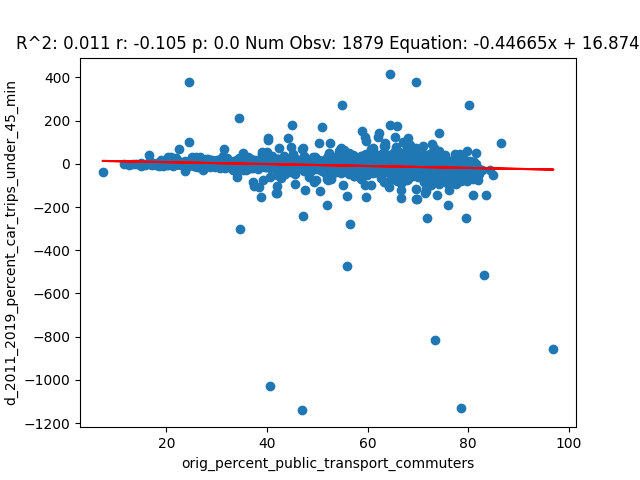 R^2: 0.011 r: -0.105 p: 0.0 Num Obsv: 1879 Equation: -0.44665x + 16.874
d_2011_2019_percent_car_trips_under_45_min
400
200
0
−200
−400
−600
−800
−1000
−1200
20 40 60 80 100
orig_percent_public_transport_commuters